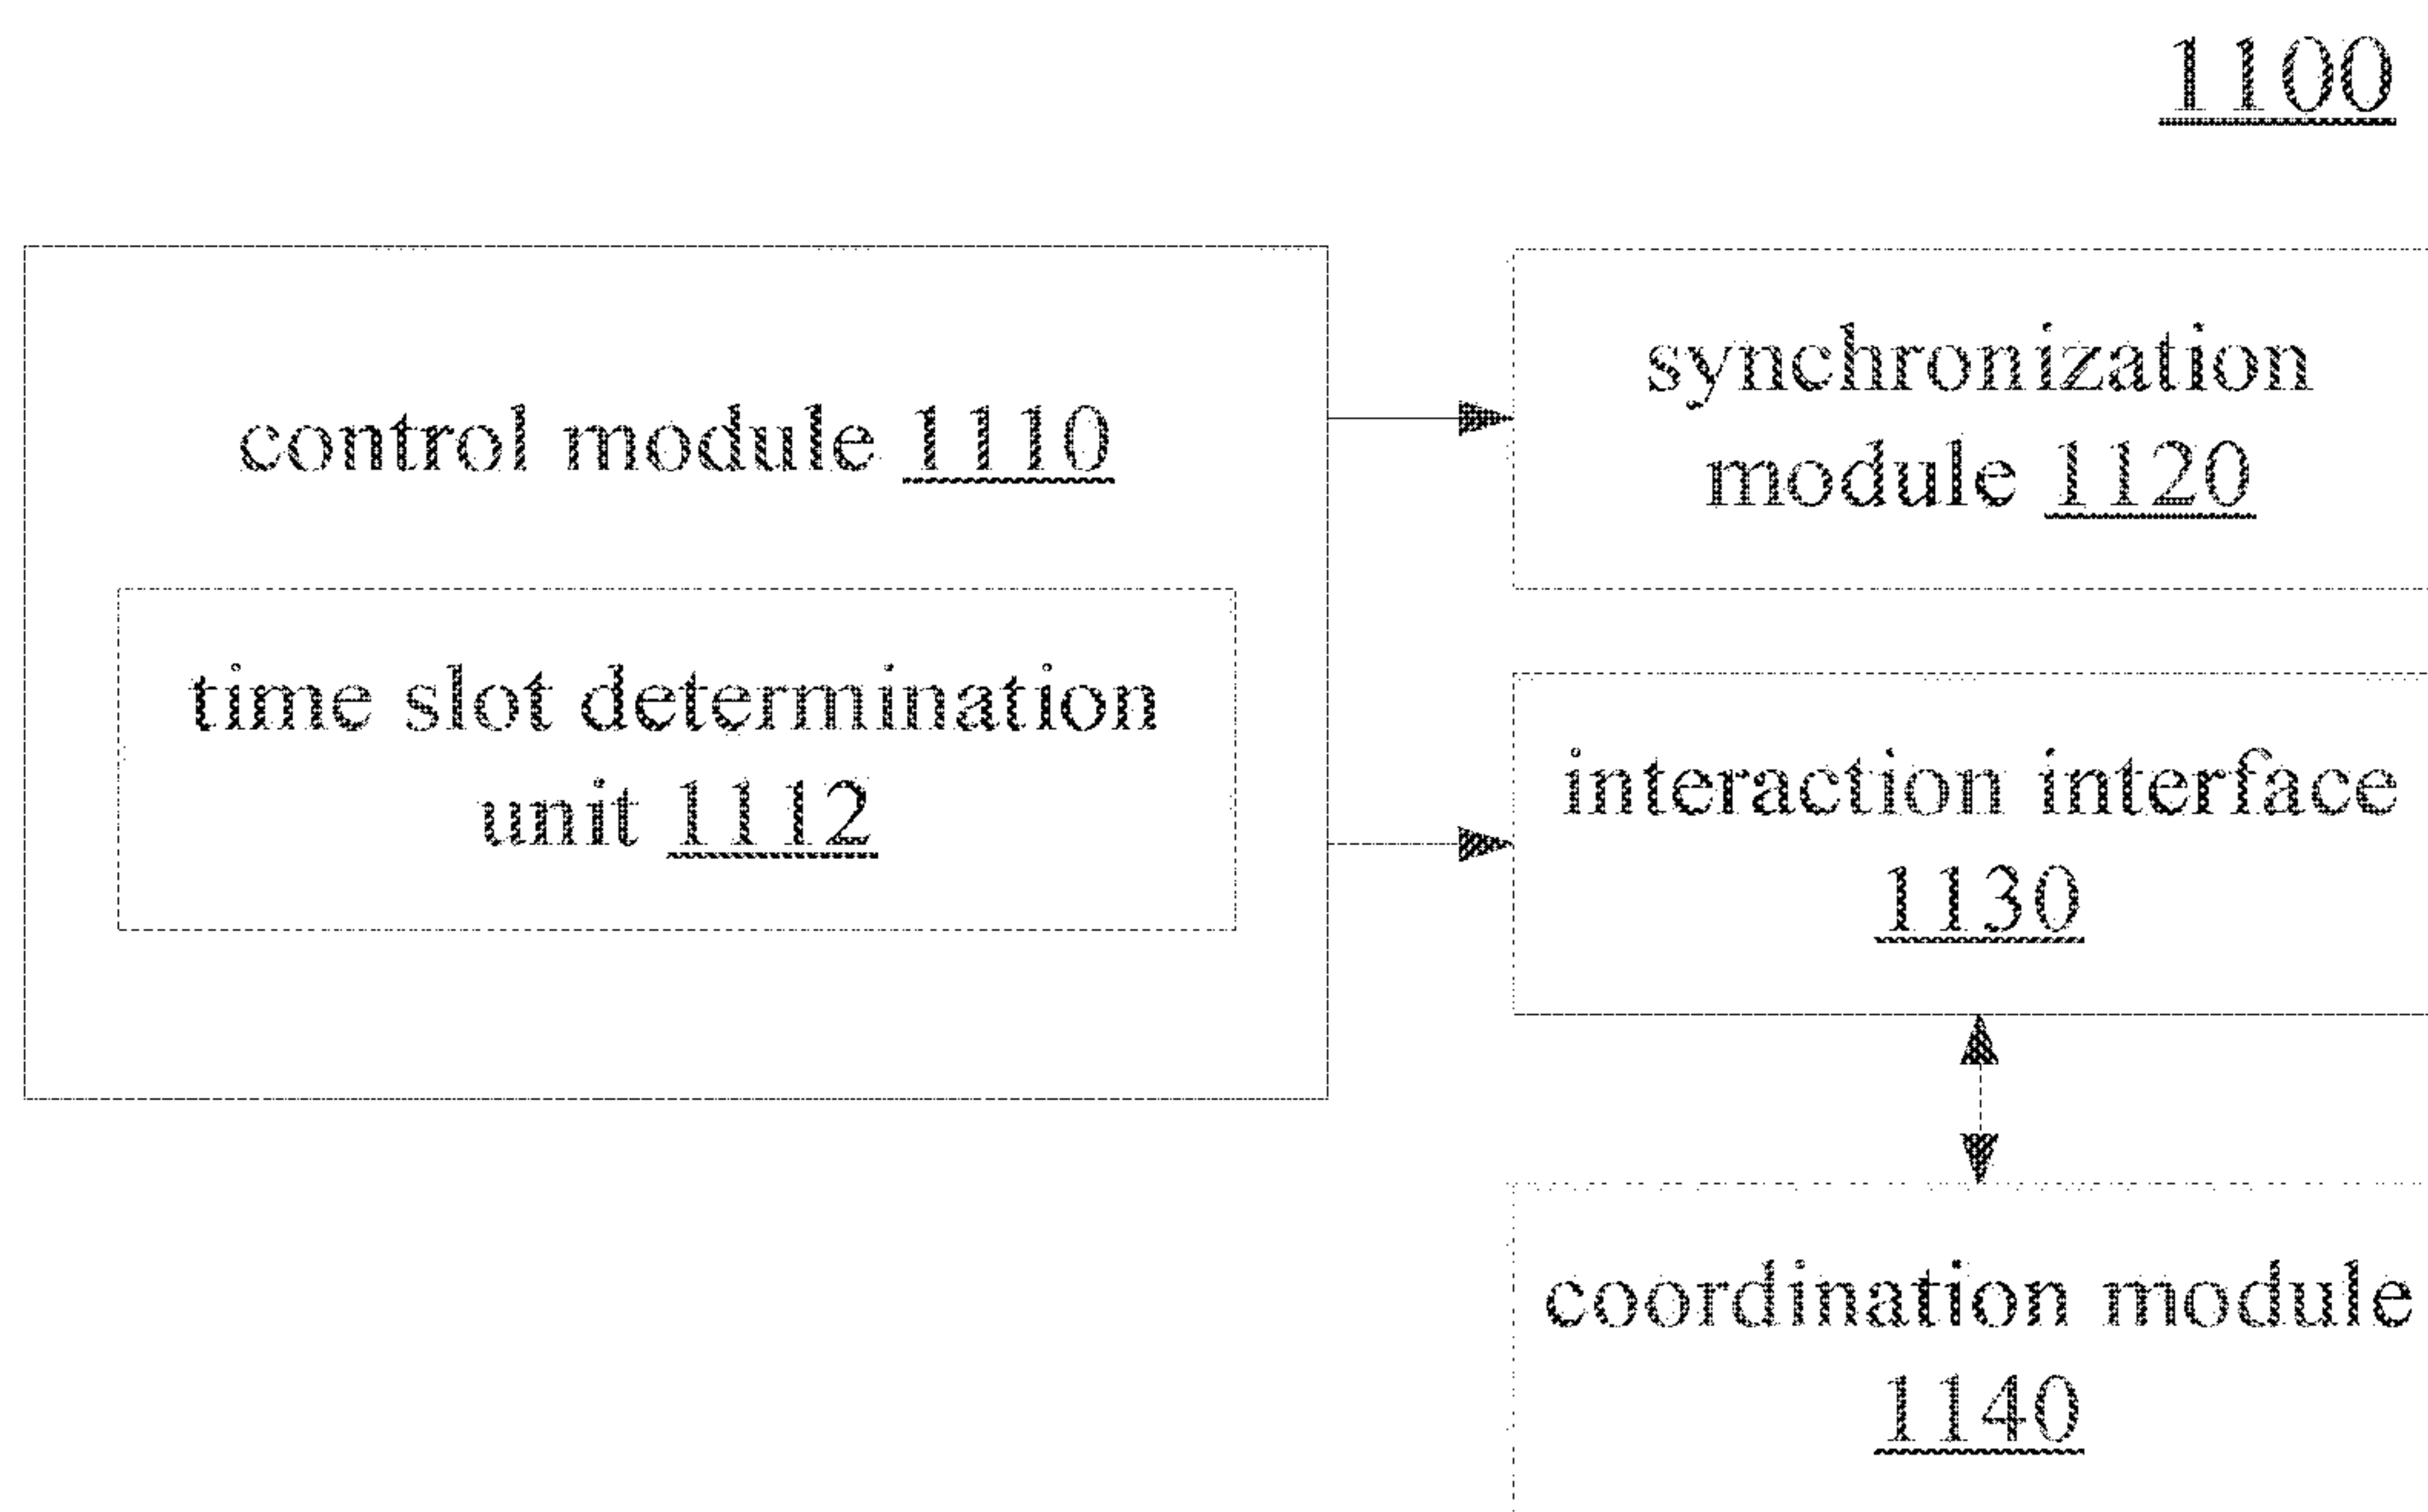 1100
control module 1110
time slot determination
unit 1112
synchronization
module 1120
interaction interface
1130
coordination module
1140